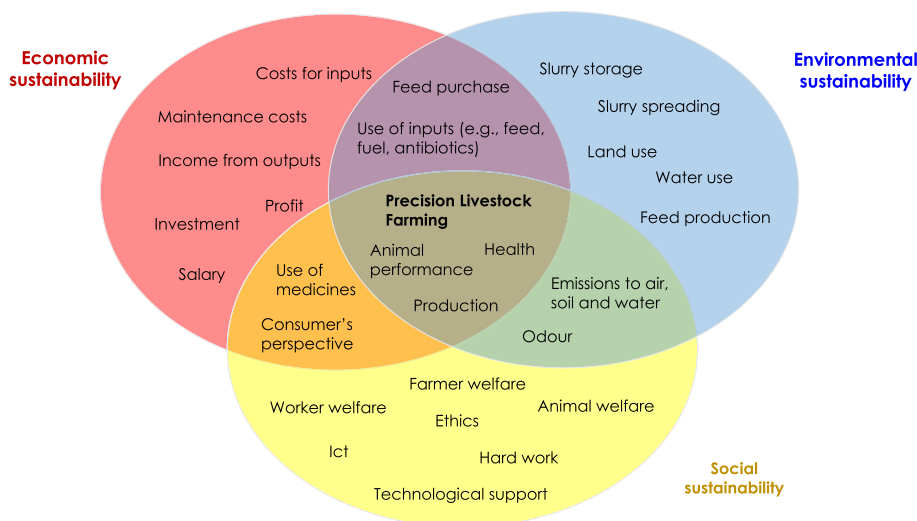 Economic
sustainability
Environmental
sustainability
Costs for inputs
Maintenance costs
Income from outputs
Profit
Investment
Salary
Feed purchase
Use of inputs (e.g., feed,
fuel, antibiotics)
Slurry storage
Slurry spreading
Land use
Water use
Feed production
Precision Livestock
Farming
Animal
performance
Health
Production
Use of
medicines
Consumer's
perspective
Emissions to air,
soil and water
Odour
Farmer welfare
Worker welfare
Animal welfare
Ethics
Ict
Hard work
Technological support
Social
sustainability